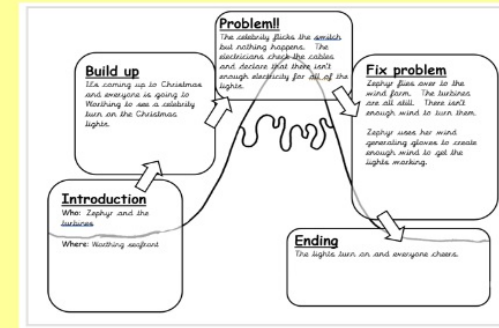 Introduction
Who: Zephyr and the
turbines
Where: Worthing seafront
Build up
It's coming up to Christmas
and everyone is going to
Worthing to see a celebrity
turn on the Christmas
lights.
Problem!!
The celebrity flicks the smitch
but nothing happens. The
electricians check the cables
and declare that there isn't
enough electricity for all of the
lights.
Fix problem
Zephyr flies over to the
wind farm. The turbines
are all still. There isn't
enough wind to turn them.
Zephyr uses her wind
generating gloves to create
enough wind to get the
lights working.
Ending
The lights turn on and everyone cheers.